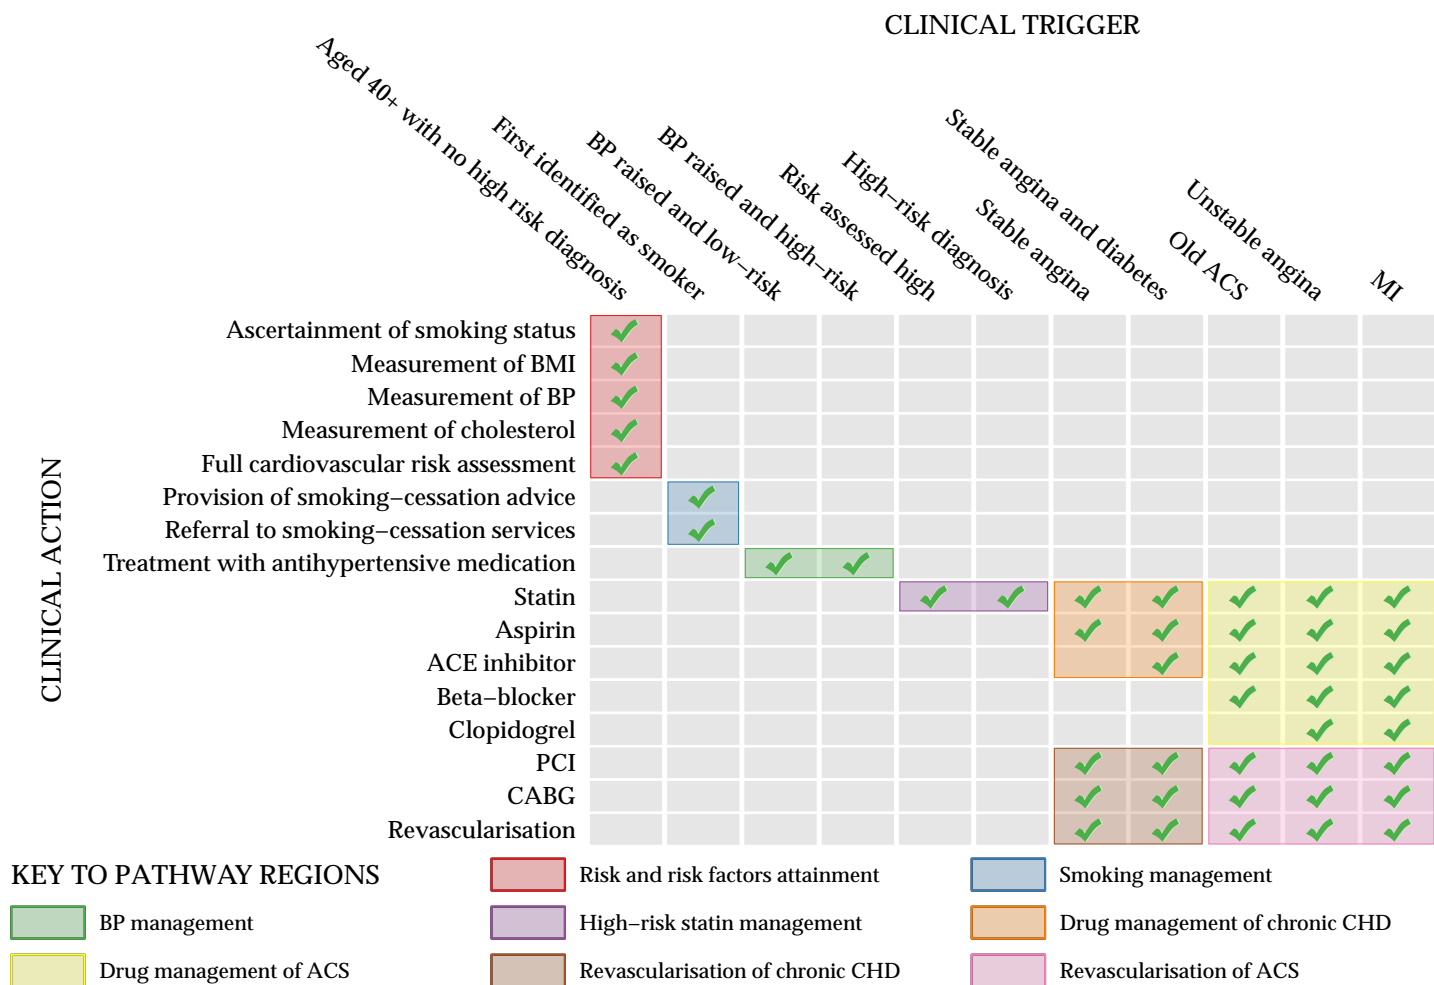 CLINICAL TRIGGER
Aged 40+ with no high risk diagnosis
First identified as smoker
BP raised and low−risk
BP raised and high−risk
Risk assessed high
High−risk diagnosis
Stable angina
Stable angina and diabetes
Old ACS
Unstable angina
MI
CLINICAL ACTION
Ascertainment of smoking status
Measurement of BMI
Measurement of BP
Measurement of cholesterol
Full cardiovascular risk assessment
Provision of smoking−cessation advice
Referral to smoking−cessation services
Treatment with antihypertensive medication
Statin
Aspirin
ACE inhibitor
Beta−blocker
Clopidogrel
PCI
CABG
Revascularisation
KEY TO PATHWAY REGIONS
Risk and risk factors attainment
Smoking management
BP management
High−risk statin management
Drug management of chronic CHD
Drug management of ACS
Revascularisation of chronic CHD
Revascularisation of ACS